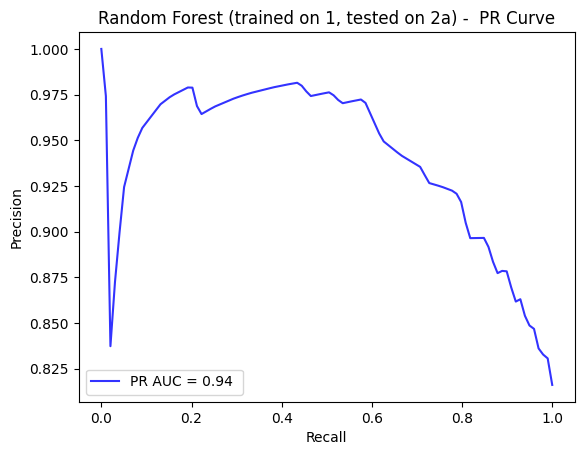 Random Forest (trained on 1, tested on 2a) -  PR Curve
1.000
0.975
0.950
0.925
0.900
0.875
0.850
0.825
Precision
PR AUC = 0.94
0.0 0.2 0.4 0.6 0.8 1.0
Recall